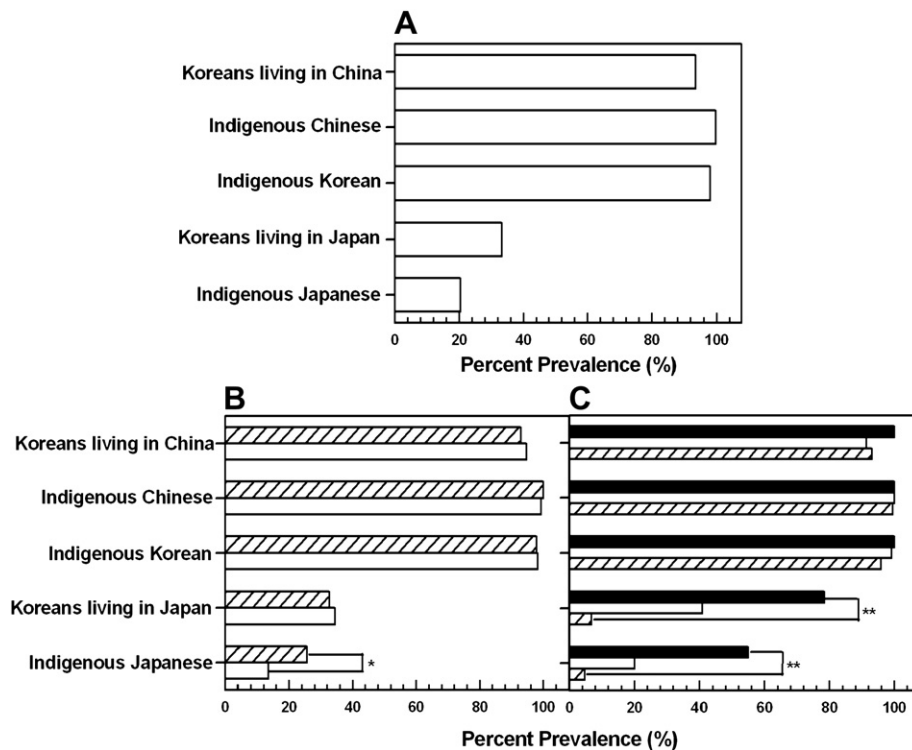 A
Koreans living in China
Indigenous Chinese
Indigenous Korean
Koreans living in Japan
Indigenous Japanese
0 20 40 60 80 100
Percent Prevalence (%)
B C
Koreans living in China
Indigenous Chinese
Indigenous Korean
Koreans living in Japan
**
Indigenous Japanese
* **
0 20 40 60 80 100 0 20 40 60 80 100
Percent Prevalence (%)